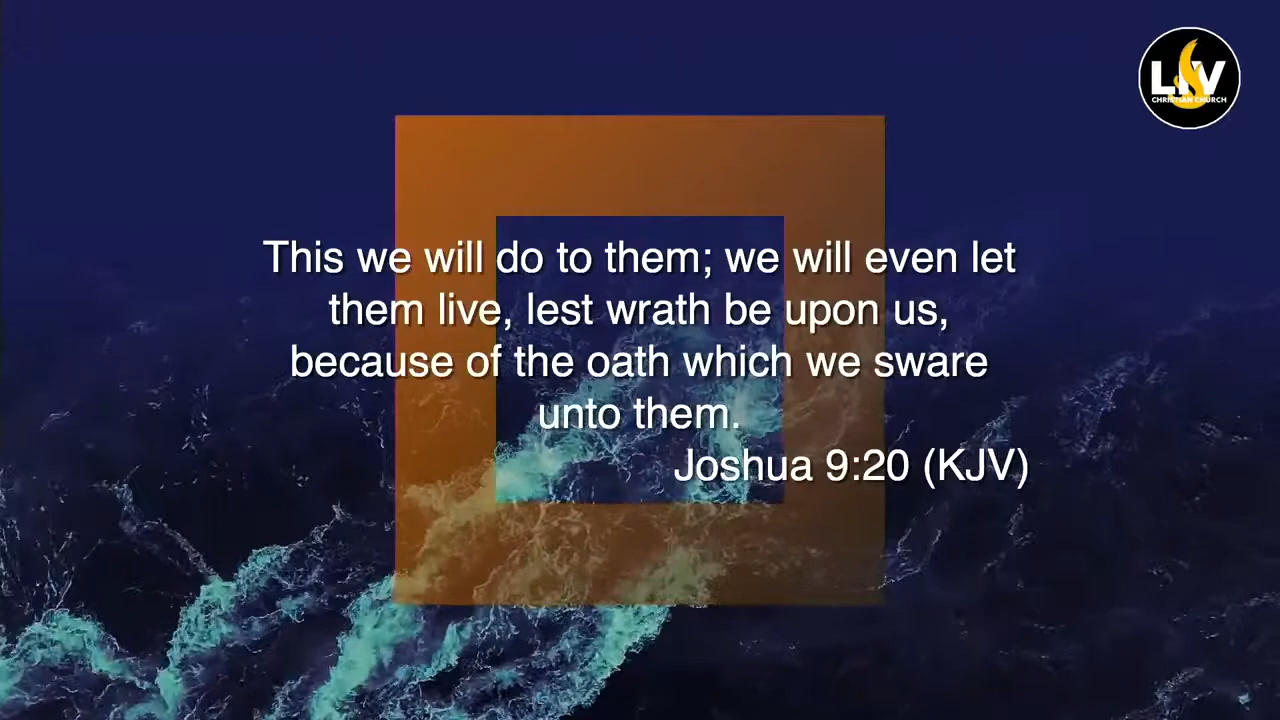 LIV
CHRISTIAN CHURCH
This we will do to them; we will even let
them live, lest wrath be upon us,
because of the oath which we sware
unto them.
Joshua 9:20 (KJV)